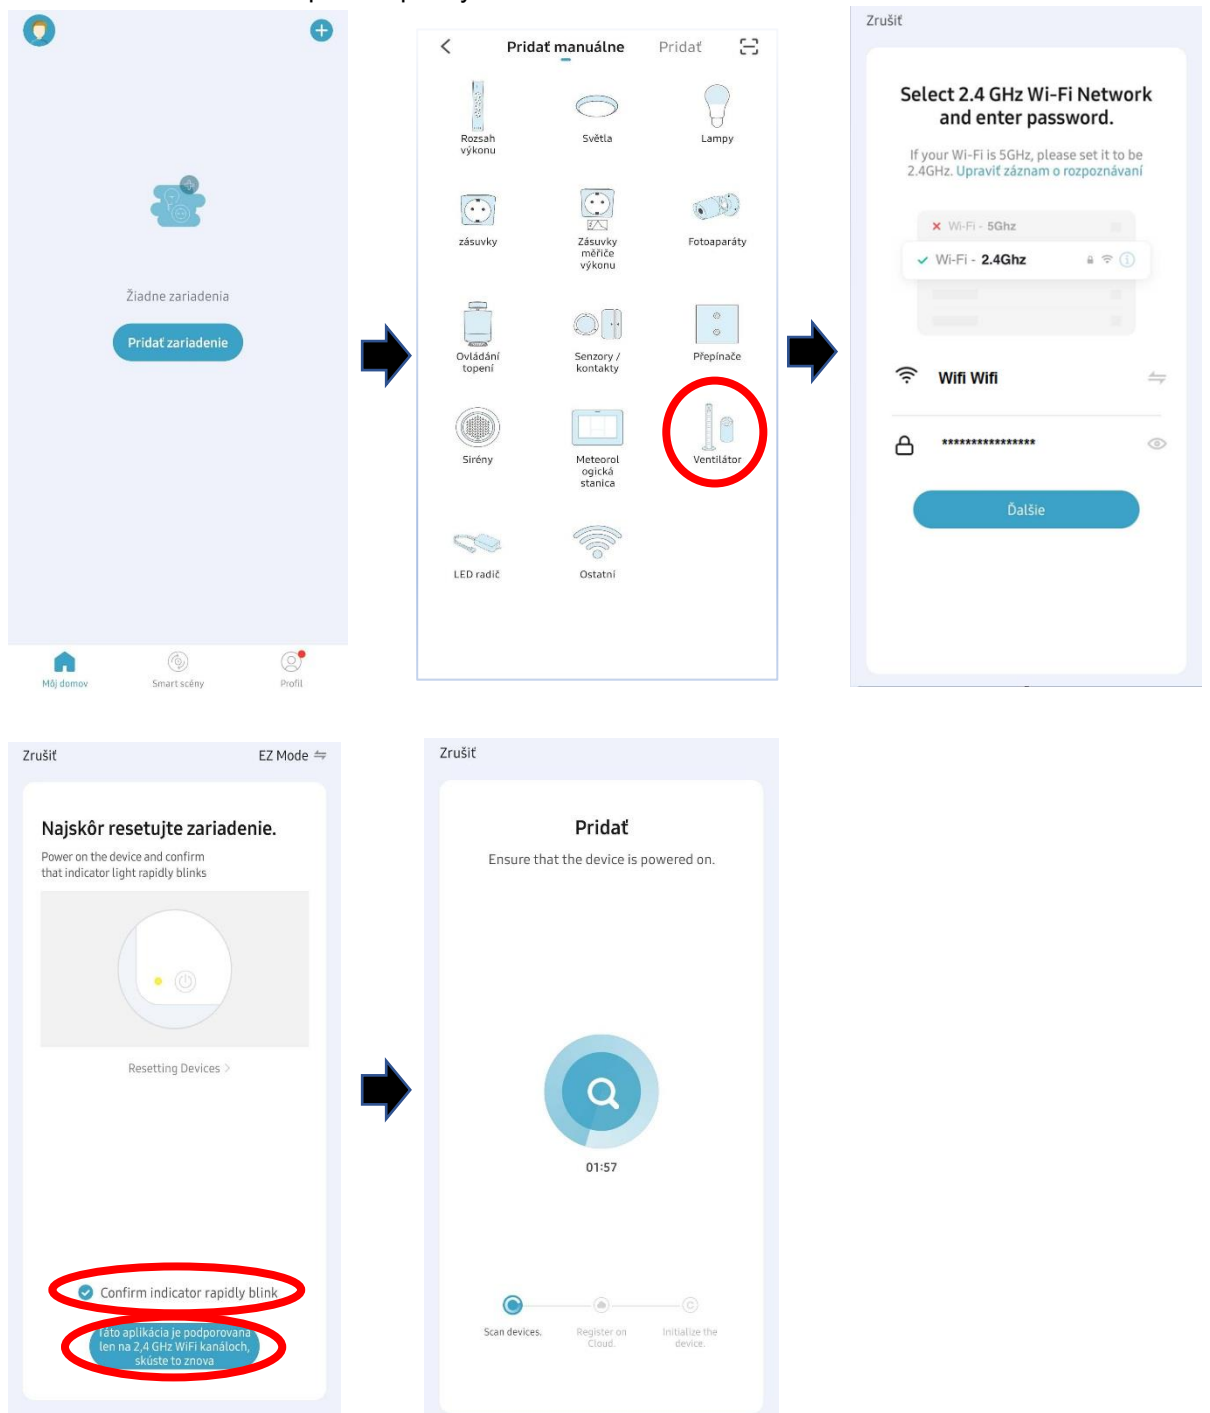 Žiadne zariadenia
Pridať zariadenie
Môj domov
Smart scény
Profil
Pridať manuálne
Pridať
Rozsah
výkonu
Světla
Lampy
zásuvky
Zásuvky
měřiče
výkonu
Fotoaparáty
Ovládání
topení
Senzory /
kontakty
Přepínače
Sirény
Meteorol
ogická
stanica
Ventilátor
LED radič
Ostatní
Zrušiť
Select 2.4 GHz Wi-Fi Network
and enter password.
If your Wi-Fi is 5GHz, please set it to be
2.4GHz. Upraviť záznam o rozpoznávaní
Wi-Fi - 5Ghz
Wi-Fi - 2.4Ghz
Wifi Wifi
****************
Ďalšie
Zrušiť
EZ Mode
Najskôr resetujte zariadenie.
Power on the device and confirm
that indicator light rapidly blinks
Resetting Devices >
Confirm indicator rapidly blink
Táto aplikácia je podporovaná
len na 2,4 GHz WiFi kanáloch,
skúste to znova
Zrušiť
Pridať
Ensure that the device is powered on.
01:57
Scan devices.
Register on
Cloud.
Initialize the
device.